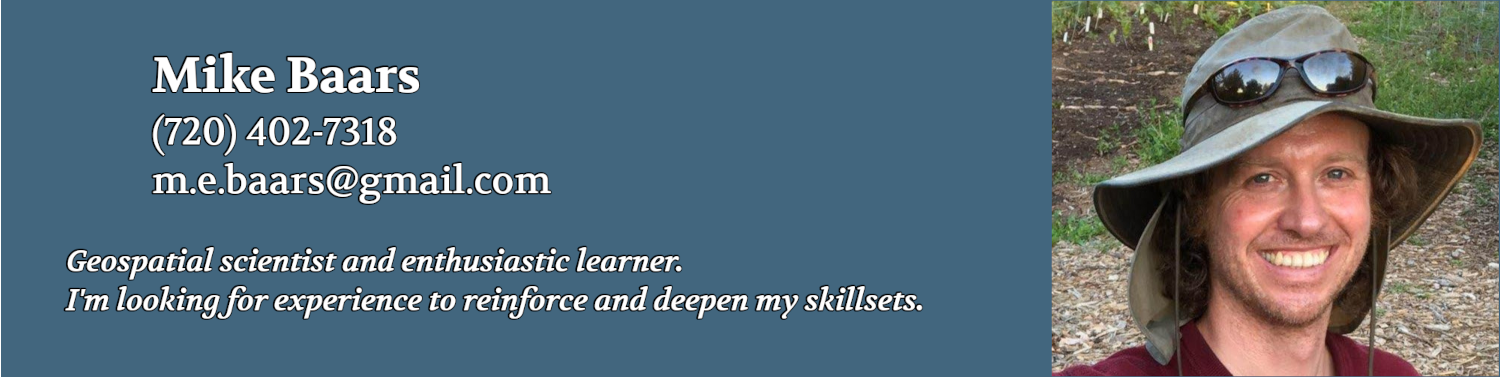 Mike Baars
(720) 402-7318
m.e.baars@gmail.com
Geospatial scientist and enthusiastic learner.
I'm looking for experience to reinforce and deepen my skillsets.